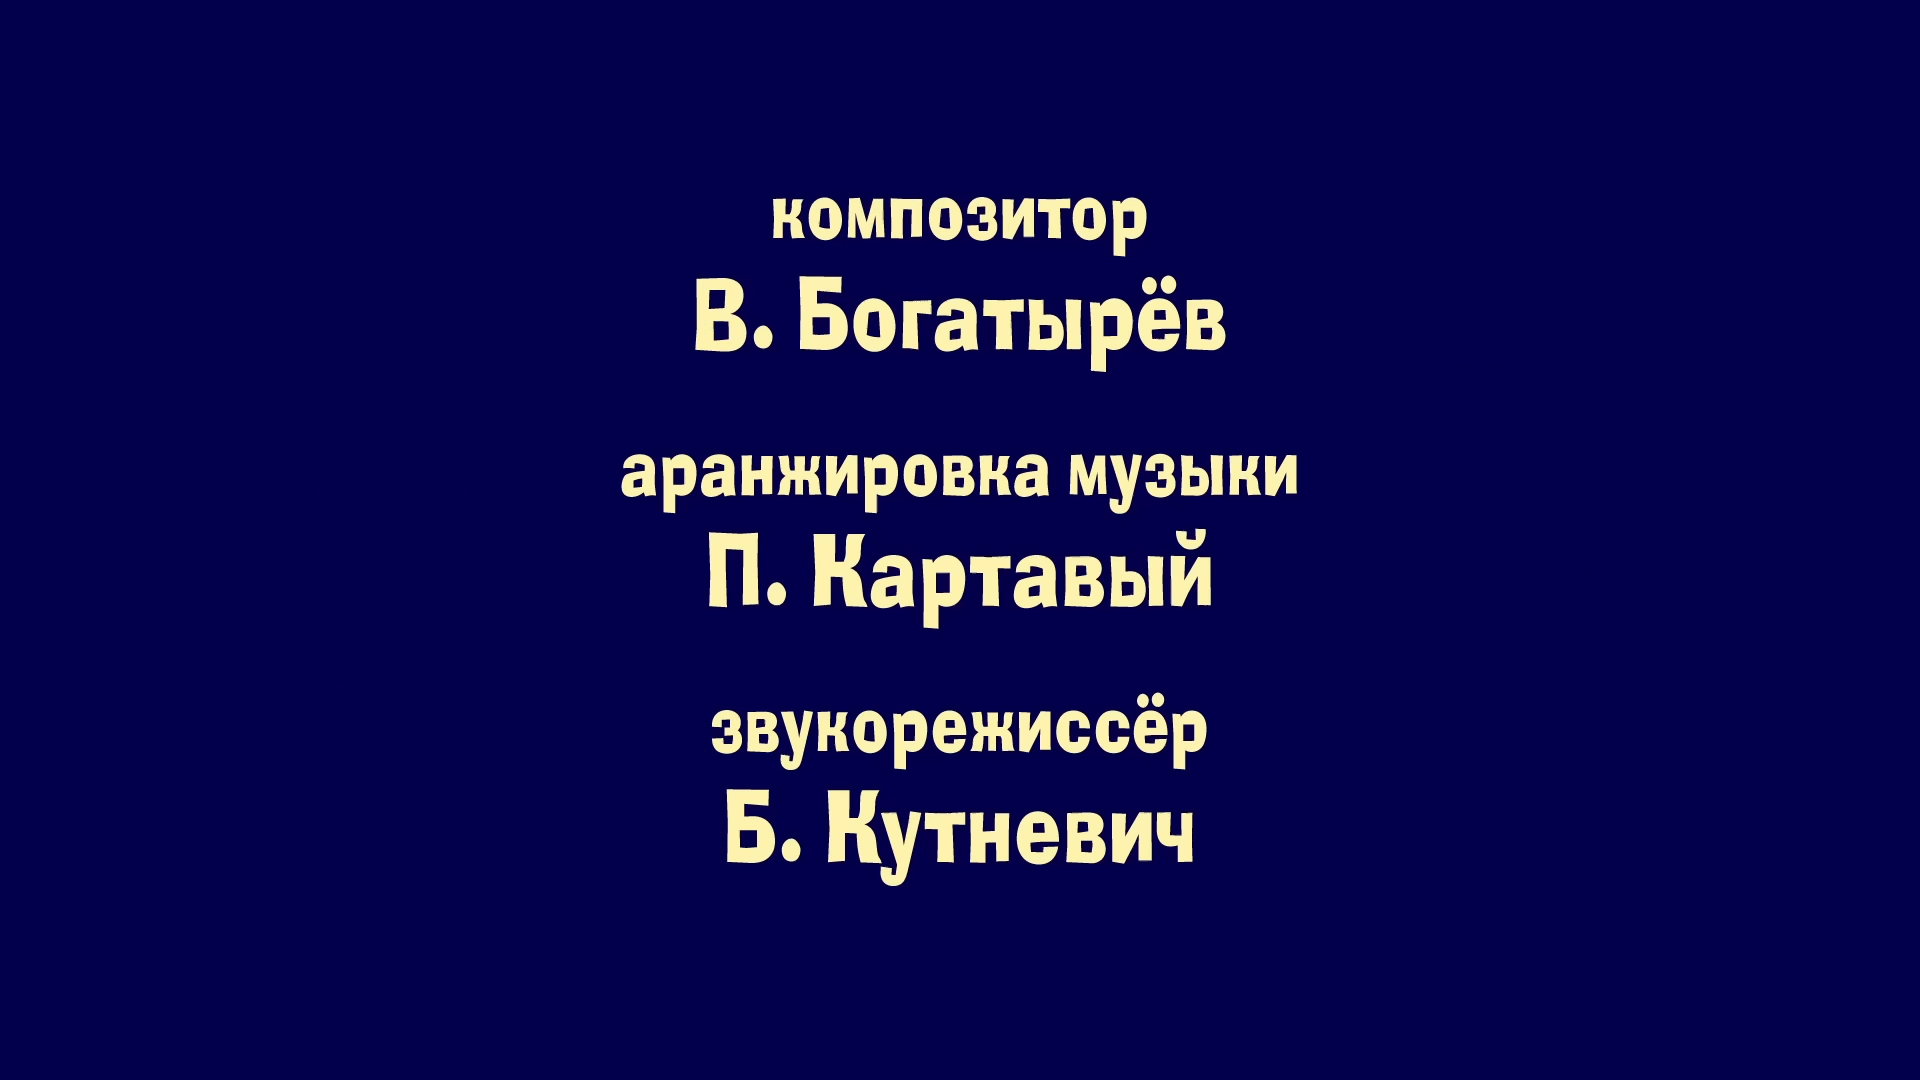 композитор
В. Богатырёв
аранжировка музыки
П. Картавый
звукорежиссёр
Б. Кутневич